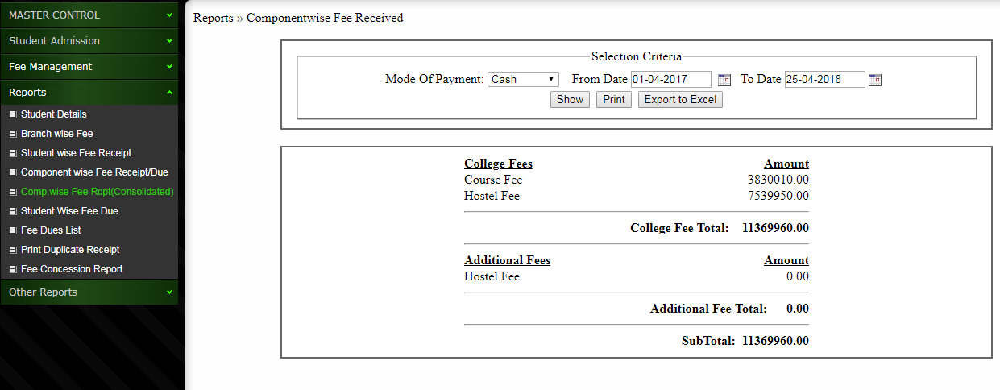 MASTER CONTROL
Student Admission
Fee Management
Reports
Student Details
Branch wise Fee
Student wise Fee Receipt
Component wise Fee Receipt/Due
Comp.wise Fee Rcpt(Consolidated)
Student Wise Fee Due
Fee Dues List
Print Duplicate Receipt
Fee Concession Report
Other Reports
Reports » Componentwise Fee Received
Selection Criteria
Mode Of Payment: Cash From Date 01-04-2017 To Date 25-04-2018
Show Print Export to Excel
College Fees Amount
Course Fee 3830010.00
Hostel Fee 7539950.00
College Fee Total: 11369960.00
Additional Fees Amount
Hostel Fee 0.00
Additional Fee Total: 0.00
SubTotal: 11369960.00